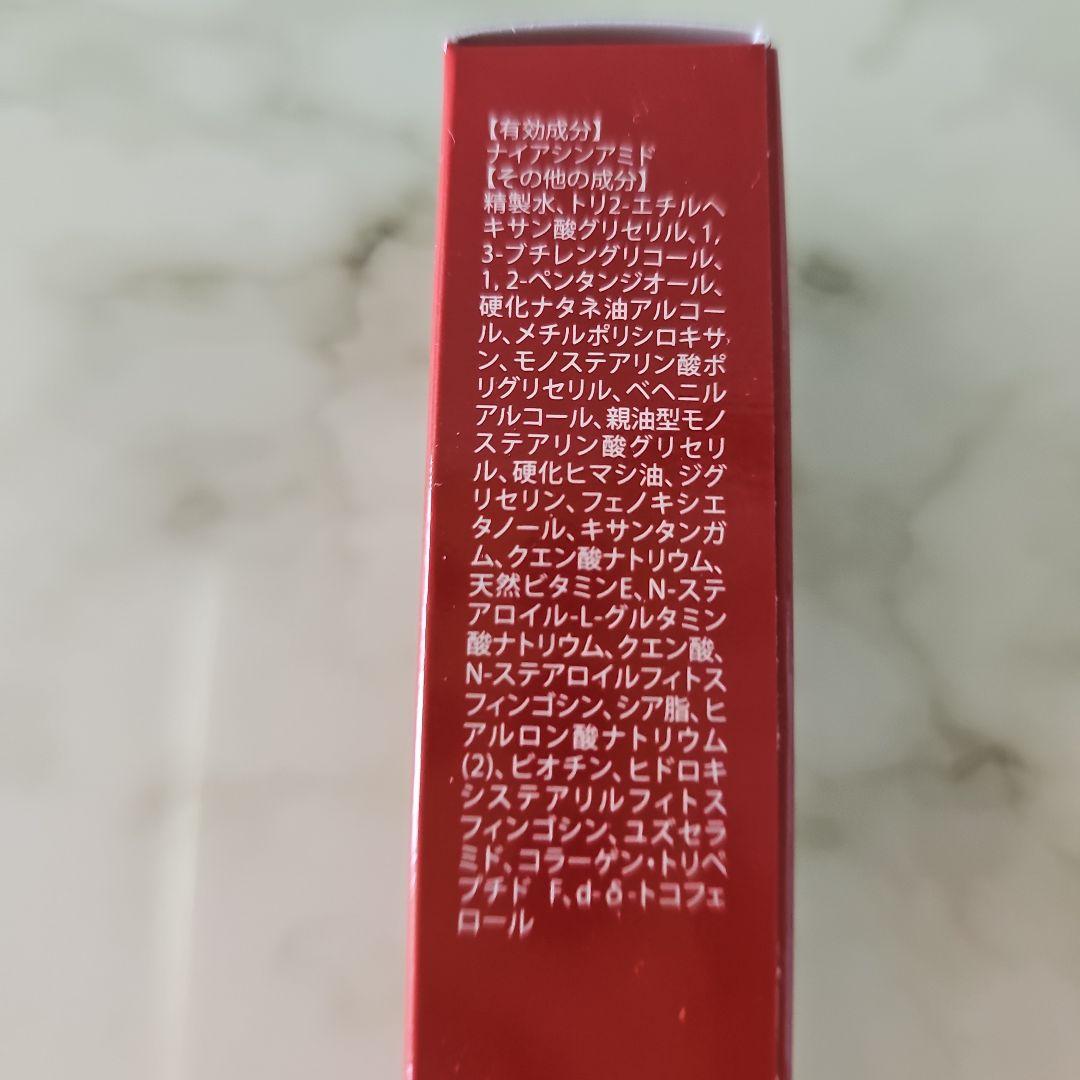 【有効成分】
ナイアシンアミド
【その他の成分】
精製水、トリ2-エチルヘ
キサン酸グリセリル、1,
3-ブチレングリコール、
1, 2-ペンタンジオール、
硬化ナタネ油アルコー
ル、メチルポリシロキサ
ン、モノステアリン酸ポ
リグリセリル、ベヘニル
アルコール、親油型モノ
ステアリン酸グリセリ
ル、硬化ヒマシ油、ジグ
リセリン、フェノキシエ
タノール、キサンタンガ
ム、クエン酸ナトリウム、
天然ビタミンE、N-ステ
アロイル-L-グルタミン
酸ナトリウム、クエン酸、
N-ステアロイルフィトス
フィンゴシン、シア脂、ヒ
アルロン酸ナトリウム
(2)、ビオチン、ヒドロキ
システアリルフィトス
フィンゴシン、ユズセラ
ミド、コラーゲン・トリペ
プチド F、d-δ-トコフェ
ロール